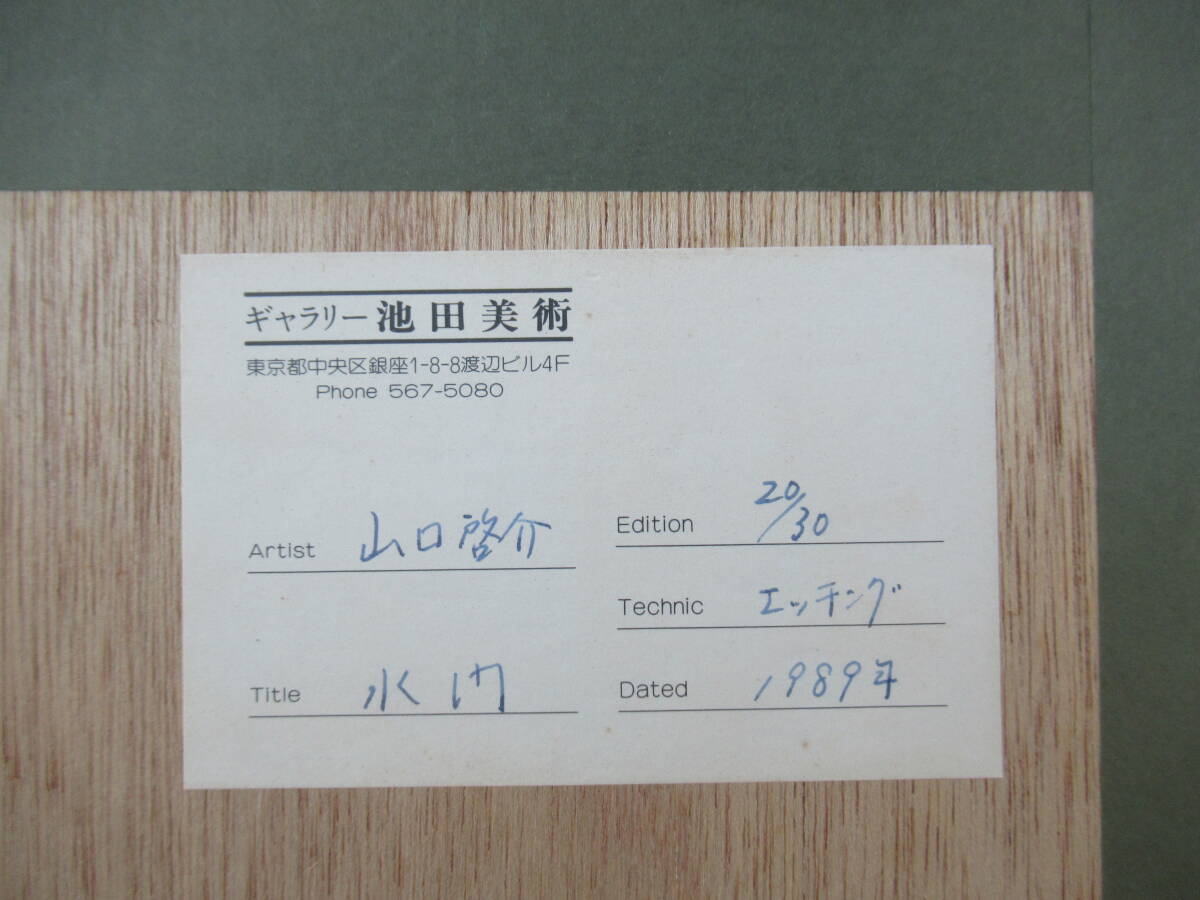 ギャラリー 池田美術
東京都中央区銀座1-8-8渡辺ビル4F
Phone 567-5080
Artist 山口啓介
Title 水門
Edition 20/30
Technic エッチング
Dated 1989年